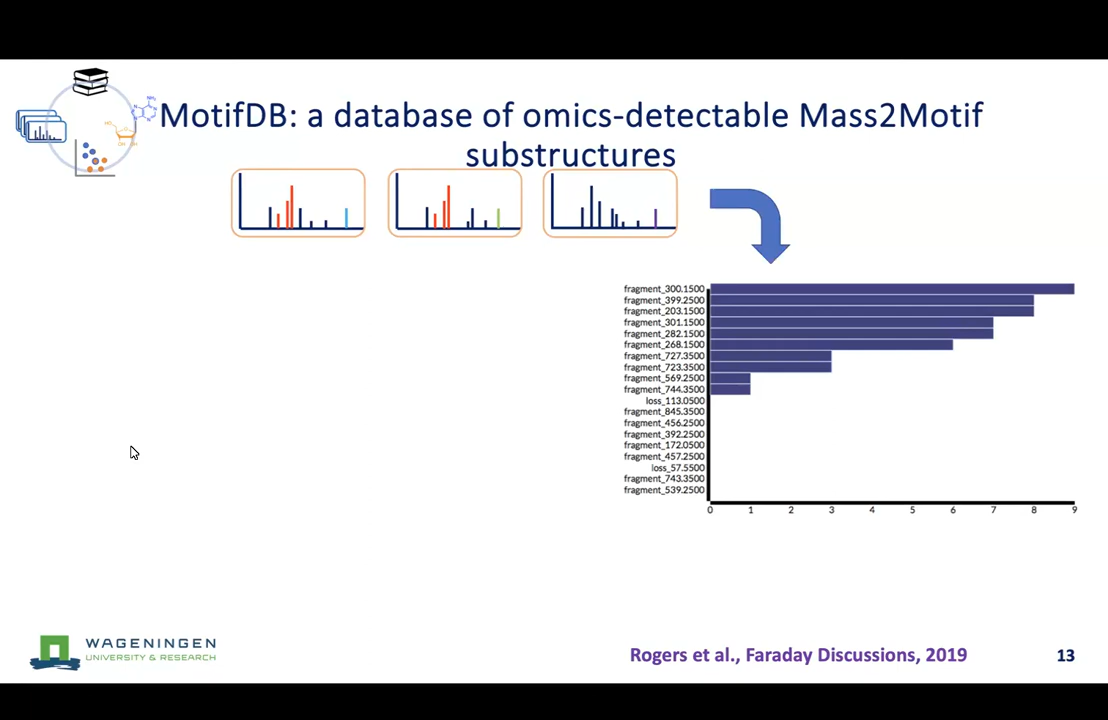 MotifDB: a database of omics-detectable Mass2Motif
substructures
fragment_300.1500
fragment_399.2500
fragment_203.1500
fragment_301.1500
fragment_282.1500
fragment_268.1500
fragment_727.3500
fragment_723.3500
fragment_569.2500
fragment_744.3500
loss_113.0500
fragment_845.3500
fragment_456.2500
fragment_392.2500
fragment_172.0500
fragment_457.2500
loss_57.5500
fragment_743.3500
fragment_539.2500
0 1 2 3 4 5 6 7 8 9
WAGENINGEN
UNIVERSITY & RESEARCH
Rogers et al., Faraday Discussions, 2019
13